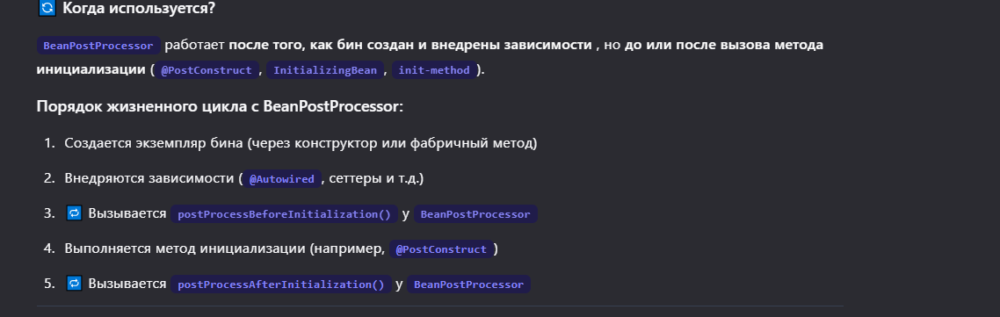 🔄 Когда используется?
BeanPostProcessor работает после того, как бин создан и внедрены зависимости , но до или после вызова метода
инициализации ( @PostConstruct , InitializingBean , init-method ).
Порядок жизненного цикла с BeanPostProcessor:
1. Создается экземпляр бина (через конструктор или фабричный метод)
2. Внедряются зависимости ( @Autowired , сеттеры и т.д.)
3. 🔁 Вызывается postProcessBeforeInitialization() у BeanPostProcessor
4. Выполняется метод инициализации (например, @PostConstruct )
5. 🔁 Вызывается postProcessAfterInitialization() у BeanPostProcessor